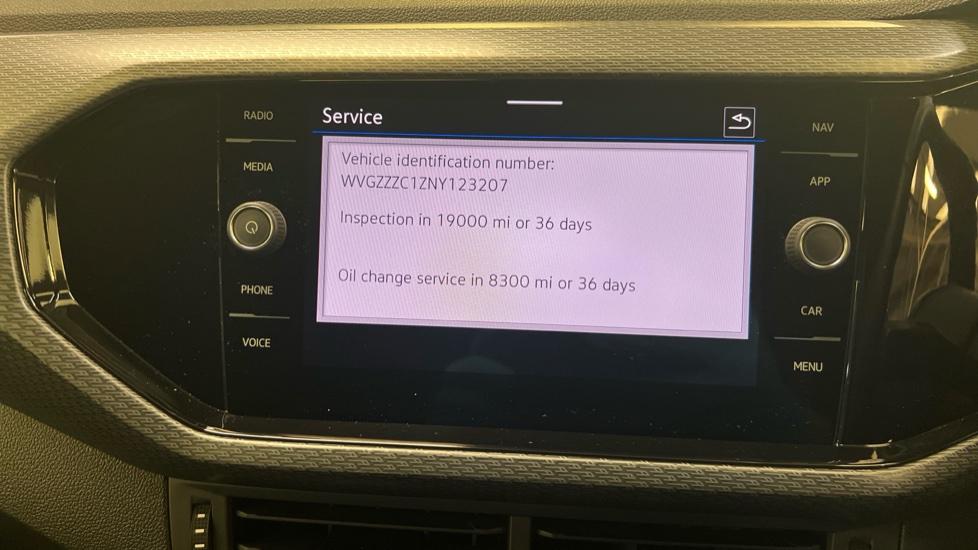 RADIO
Service
NAV
MEDIA
Vehicle identification number:
WVGZZZC1ZNY123207
APP
Inspection in 19000 mi or 36 days
Oil change service in 8300 mi or 36 days
PHONE
CAR
VOICE
MENU